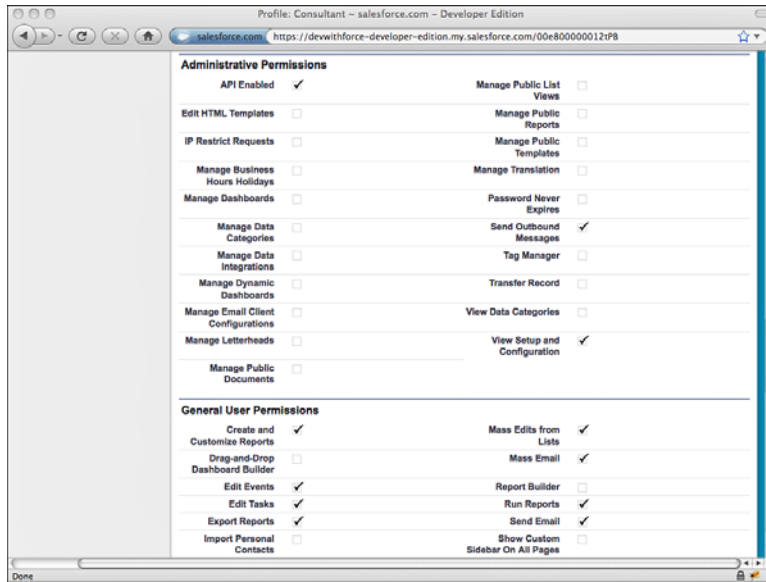 Profile: Consultant ~ salesforce.com - Developer Edition
salesforce.com https://devwithforce-developer-edition.my.salesforce.com/00e800000012tPB
Administrative Permissions
API Enabled
Manage Public List
Views
Edit HTML Templates
Manage Public
Reports
IP Restrict Requests
Manage Public
Templates
Manage Business
Hours Holidays
Manage Translation
Manage Dashboards
Password Never
Expires
Manage Data
Categories
Send Outbound
Messages
Manage Data
Integrations
Tag Manager
Manage Dynamic
Dashboards
Transfer Record
Manage Email Client
Configurations
View Data Categories
Manage Letterheads
View Setup and
Configuration
Manage Public
Documents
General User Permissions
Create and
Customize Reports
Mass Edits from
Lists
Drag-and-Drop
Dashboard Builder
Mass Email
Edit Events
Report Builder
Edit Tasks
Run Reports
Export Reports
Send Email
Import Personal
Contacts
Show Custom
Sidebar On All Pages
Done